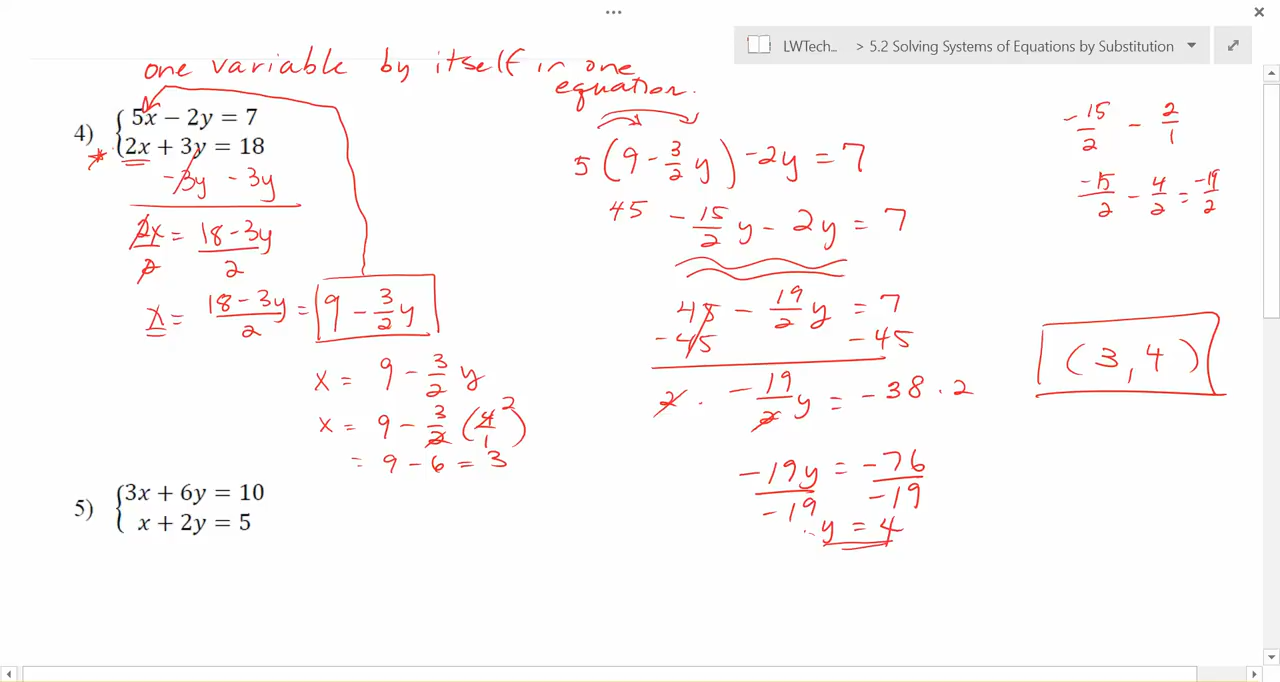 LWTech... > 5.2 Solving Systems of Equations by Substitution
one variable by itself in one
equation.
4) {5x − 2y = 7
2x + 3y = 18
-3y -3y
2x/2 = (18-3y)/2
x = (18-3y)/2 = 9 - 3/2 y
x = 9 - 3/2 y
x = 9 - 3/2 (4/1) 2
= 9 - 6 = 3
5(9 - 3/2 y) - 2y = 7
45 - 15/2 y - 2y = 7
45 - 19/2 y = 7
-45 -45
2 · -19/2 y = -38 · 2
-19y/-19 = -76/-19
y = 4
-15/2 - 2/1
-15/2 - 4/2 = -19/2
(3, 4)
5) {3x + 6y = 10
x + 2y = 5